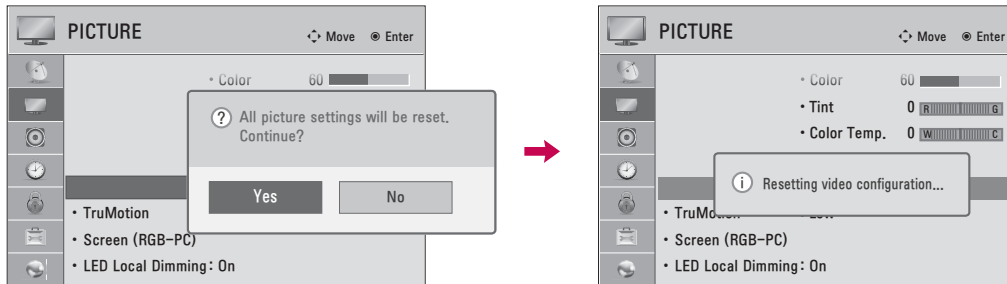 PICTURE
Move Enter
• Color 60
? All picture settings will be reset.
Continue?
Yes No
• TruMotion
• Screen (RGB-PC)
• LED Local Dimming: On
PICTURE
Move Enter
• Color 60
• Tint 0 R G
• Color Temp. 0 W C
i Resetting video configuration...
• TruMotion
• Screen (RGB-PC)
• LED Local Dimming: On